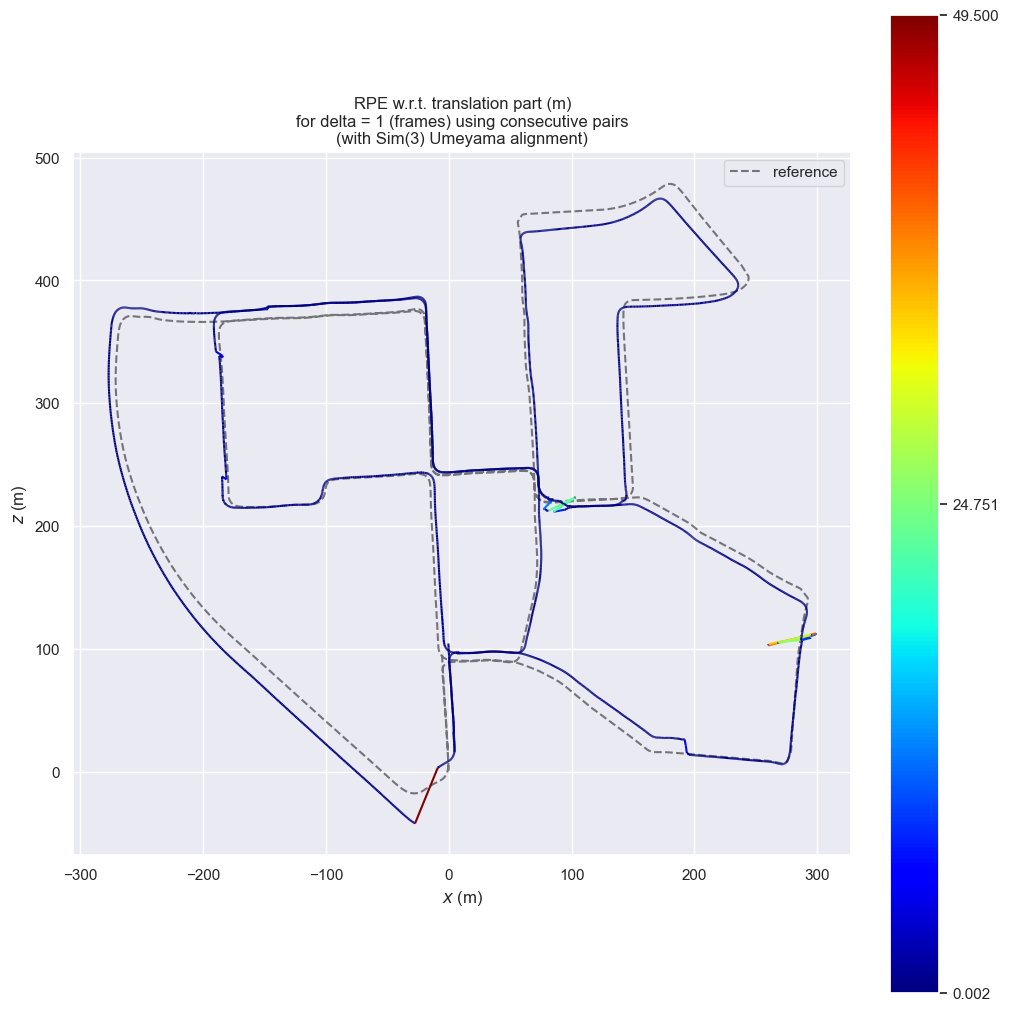 RPE w.r.t. translation part (m)
for delta = 1 (frames) using consecutive pairs
(with Sim(3) Umeyama alignment)
reference
500
400
300
200
100
0
z (m)
−300
−200
−100
0
100
200
300
x (m)
49.500
24.751
0.002